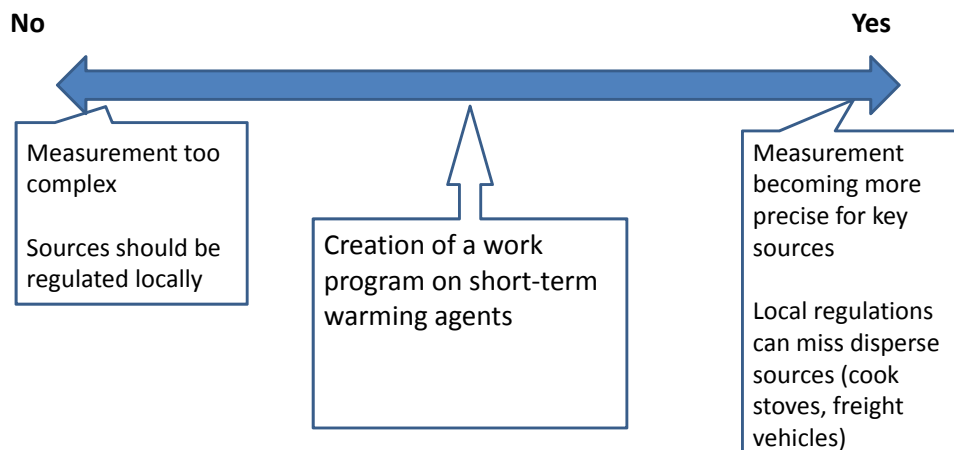 No
Yes
Measurement too
complex
Sources should be
regulated locally
Creation of a work
program on short-term
warming agents
Measurement
becoming more
precise for key
sources
Local regulations
can miss disperse
sources (cook
stoves, freight
vehicles)